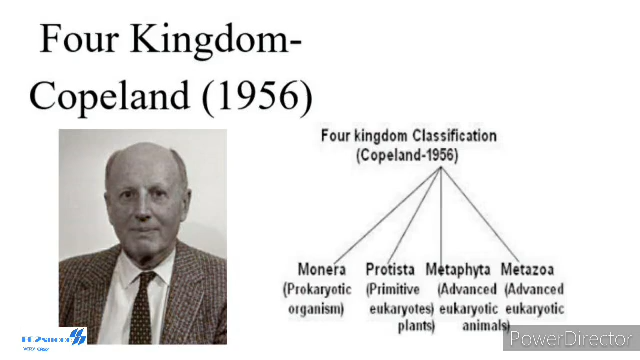 Four Kingdom-
Copeland (1956)
Four kingdom Classification
(Copeland-1956)
Monera Protista Metaphyta Metazoa
(Prokaryotic (Primitive (Advanced (Advanced
organism) eukaryotes) eukaryotic eukaryotic
plants) animals)
PowerDirector